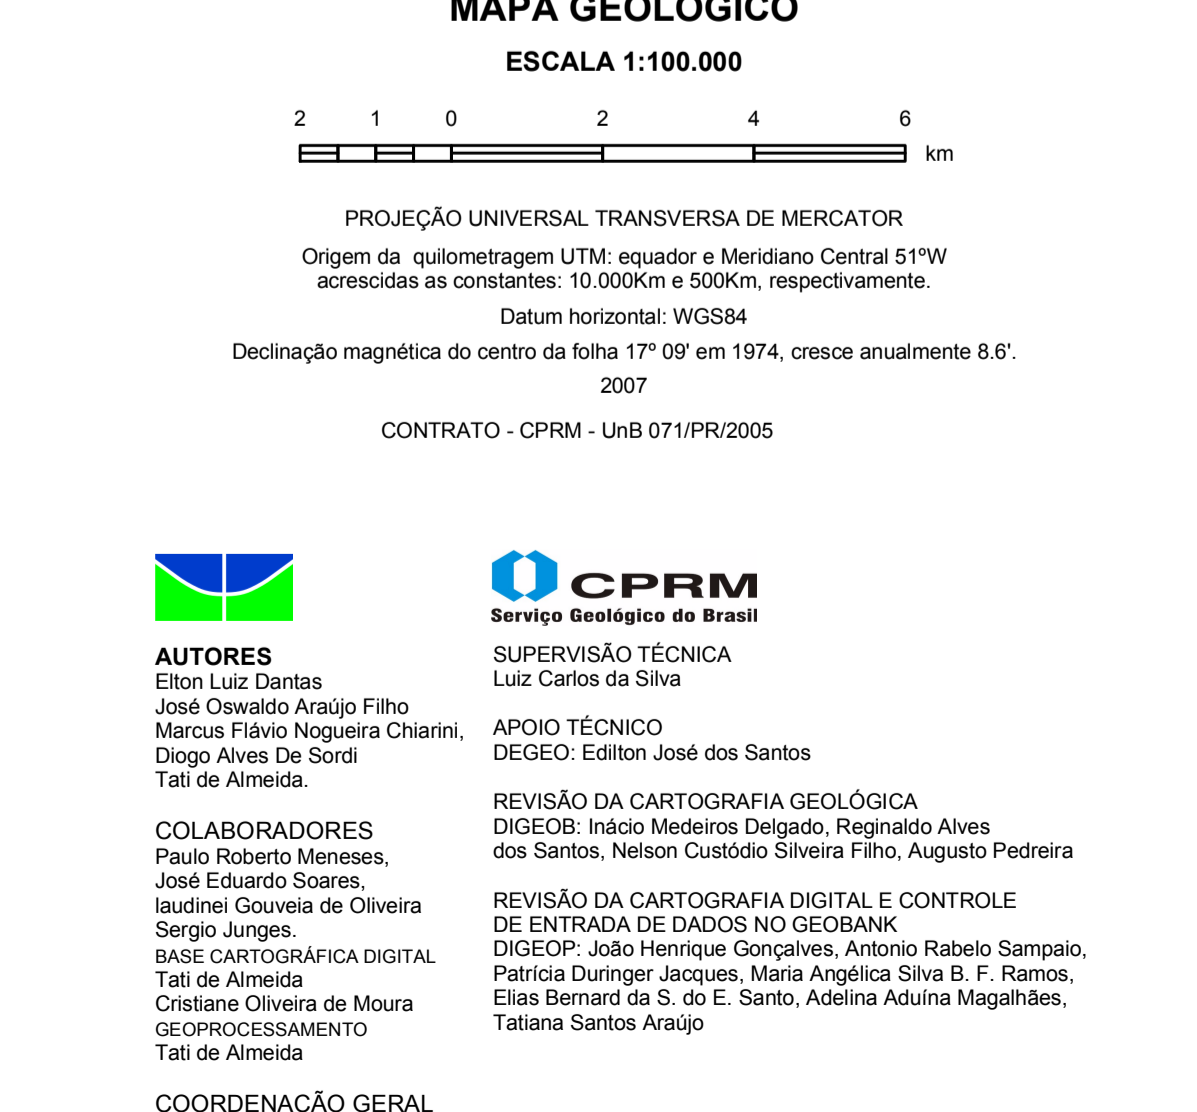 MAPA GEOLÓGICO
ESCALA 1:100.000
2 1 0 2 4 6
km
PROJEÇÃO UNIVERSAL TRANSVERSA DE MERCATOR
Origem da quilometragem UTM: equador e Meridiano Central 51ºW
acrescidas as constantes: 10.000Km e 500Km, respectivamente.
Datum horizontal: WGS84
Declinação magnética do centro da folha 17º 09' em 1974, cresce anualmente 8.6'.
2007
CONTRATO - CPRM - UnB 071/PR/2005
CPRM
Serviço Geológico do Brasil
AUTORES
Elton Luiz Dantas
José Oswaldo Araújo Filho
Marcus Flávio Nogueira Chiarini,
Diogo Alves De Sordi
Tati de Almeida.
COLABORADORES
Paulo Roberto Meneses,
José Eduardo Soares,
laudinei Gouveia de Oliveira
Sergio Junges.
BASE CARTOGRÁFICA DIGITAL
Tati de Almeida
Cristiane Oliveira de Moura
GEOPROCESSAMENTO
Tati de Almeida
COORDENAÇÃO GERAL
SUPERVISÃO TÉCNICA
Luiz Carlos da Silva
APOIO TÉCNICO
DEGEO: Edilton José dos Santos
REVISÃO DA CARTOGRAFIA GEOLÓGICA
DIGEOB: Inácio Medeiros Delgado, Reginaldo Alves
dos Santos, Nelson Custódio Silveira Filho, Augusto Pedreira
REVISÃO DA CARTOGRAFIA DIGITAL E CONTROLE
DE ENTRADA DE DADOS NO GEOBANK
DIGEOP: João Henrique Gonçalves, Antonio Rabelo Sampaio,
Patrícia Duringer Jacques, Maria Angélica Silva B. F. Ramos,
Elias Bernard da S. do E. Santo, Adelina Aduína Magalhães,
Tatiana Santos Araújo